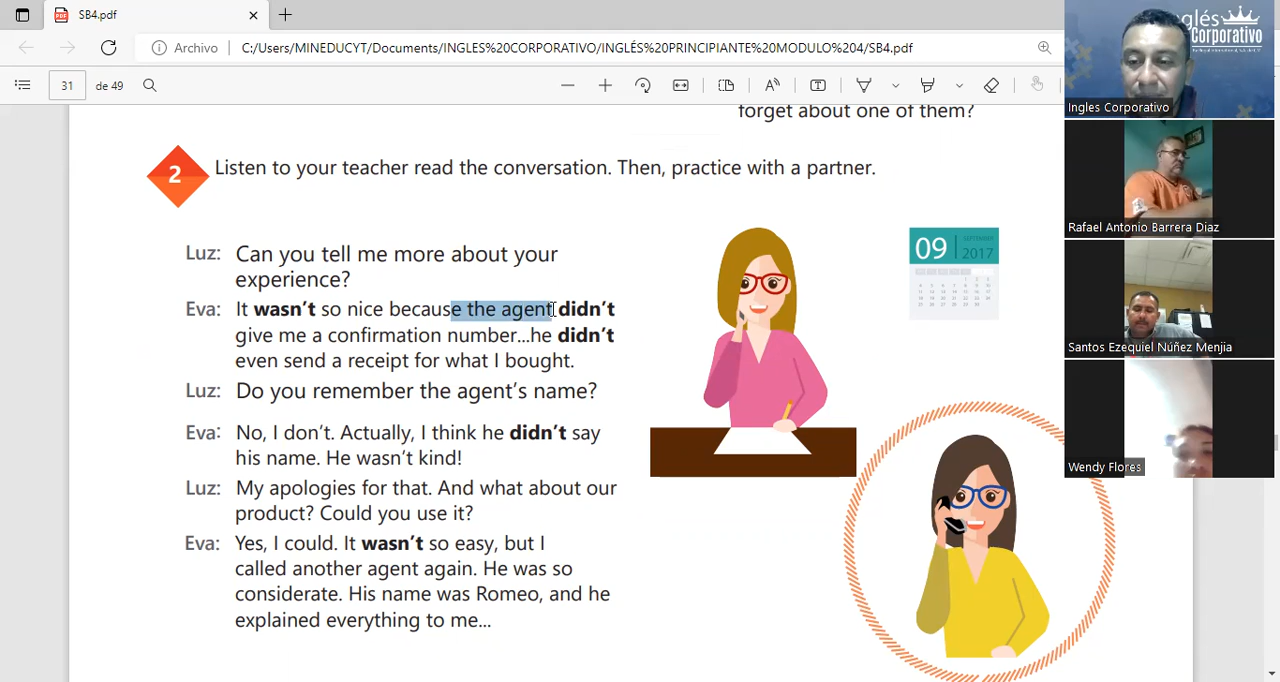 SB4.pdf
Archivo C:/Users/MINEDUCYT/Documents/INGLES%20CORPORATIVO/INGLÉS%20PRINCIPIANTE%20MODULO%204/SB4.pdf
31 de 49
forget about one of them?
2 Listen to your teacher read the conversation. Then, practice with a partner.
Luz: Can you tell me more about your
experience?
Eva: It wasn't so nice because the agent didn't
give me a confirmation number...he didn't
even send a receipt for what I bought.
Luz: Do you remember the agent's name?
Eva: No, I don't. Actually, I think he didn't say
his name. He wasn't kind!
Luz: My apologies for that. And what about our
product? Could you use it?
Eva: Yes, I could. It wasn't so easy, but I
called another agent again. He was so
considerate. His name was Romeo, and he
explained everything to me...
09 2017
Inglés
Corporativo
Ingles Corporativo
Rafael Antonio Barrera Diaz
Santos Ezequiel Núñez Menjia
Wendy Flores